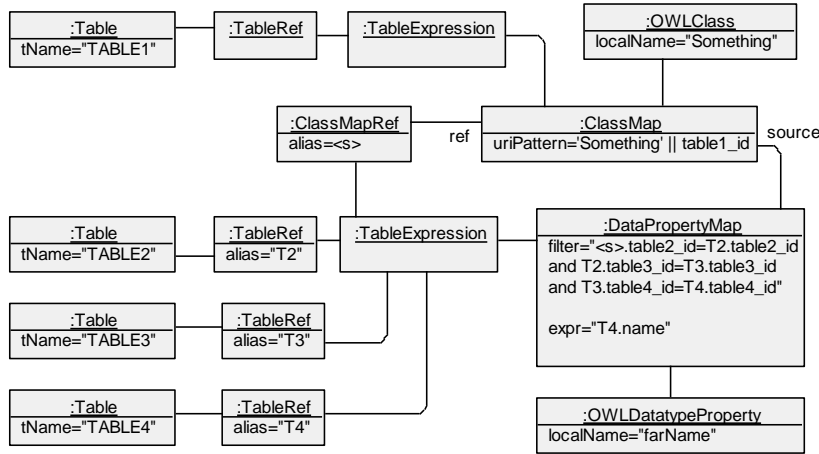 :Table
tName="TABLE1"
:TableRef
:TableExpression
:OWLClass
localName="Something"
:ClassMapRef
alias=<s>
ref
:ClassMap
uriPattern='Something' || table1_id
source
:Table
tName="TABLE2"
:TableRef
alias="T2"
:TableExpression
:DataPropertyMap
filter="<s>.table2_id=T2.table2_id
and T2.table3_id=T3.table3_id
and T3.table4_id=T4.table4_id"
expr="T4.name"
:Table
tName="TABLE3"
:TableRef
alias="T3"
:Table
tName="TABLE4"
:TableRef
alias="T4"
:OWLDatatypeProperty
localName="farName"